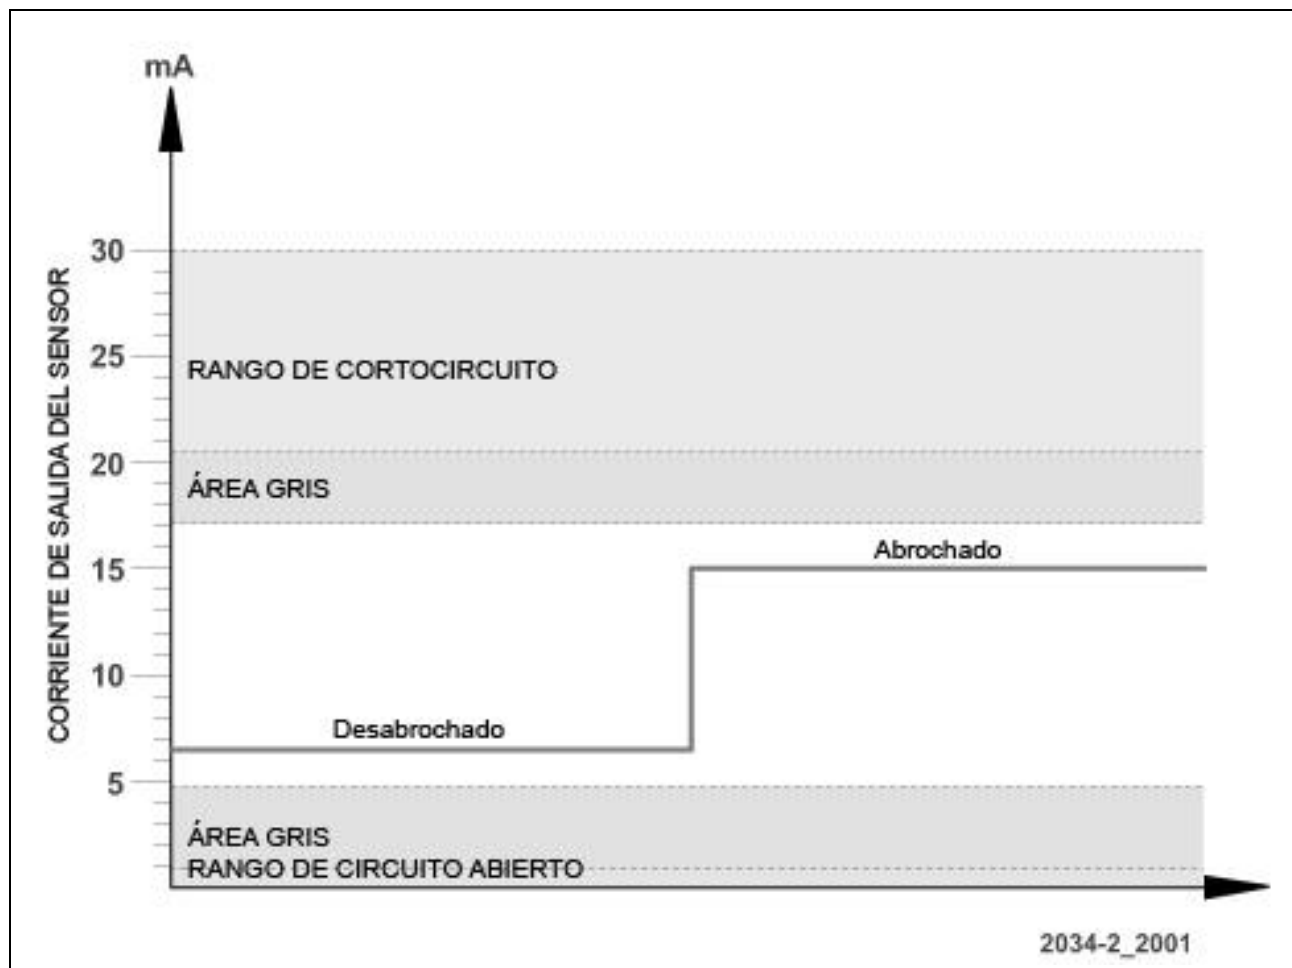 mA
CORRIENTE DE SALIDA DEL SENSOR
30
25
RANGO DE CORTOCIRCUITO
20
ÁREA GRIS
Abrochado
15
10
Desabrochado
5
ÁREA GRIS
RANGO DE CIRCUITO ABIERTO
2034-2_2001